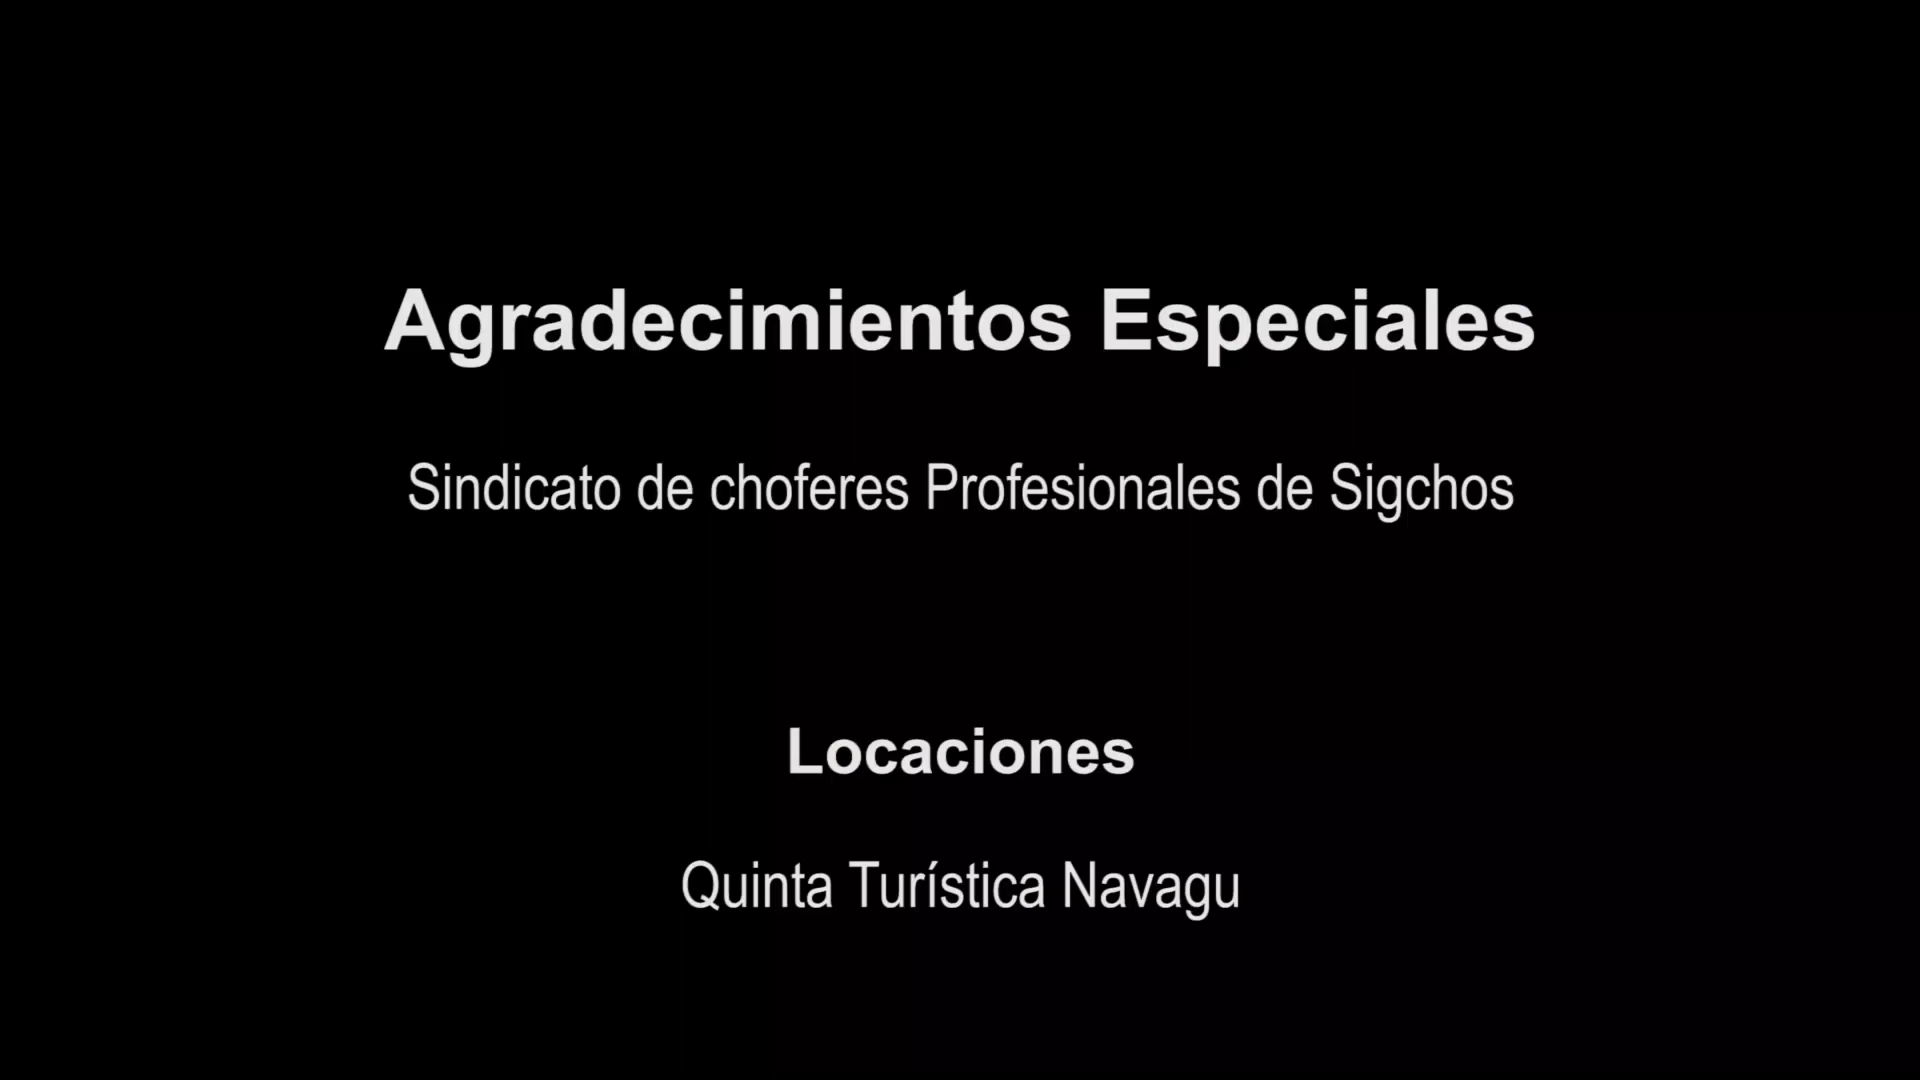 Agradecimientos Especiales
Sindicato de choferes Profesionales de Sigchos
Locaciones
Quinta Turística Navagu